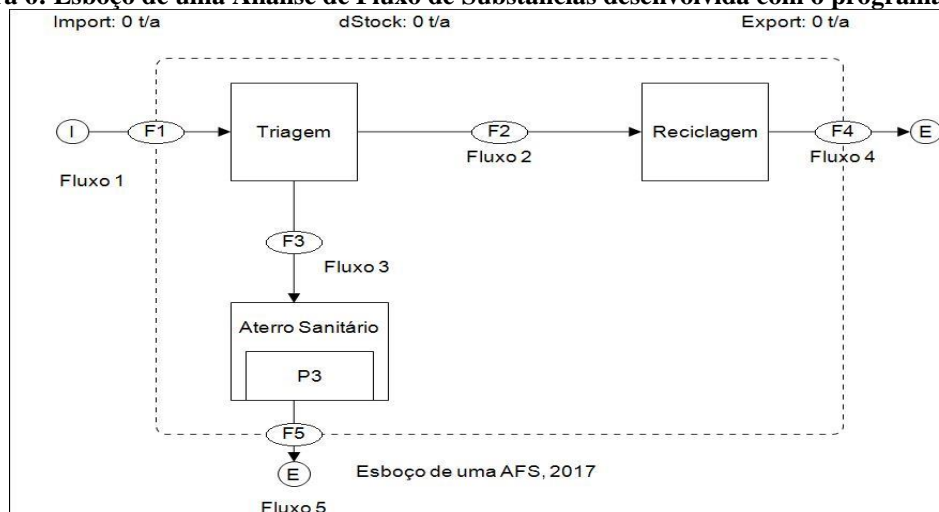 6: Esboço de uma Análise de Fluxo de Substâncias desenvolvida com o programa
Import: 0 t/a dStock: 0 t/a Export: 0 t/a
I F1 Triagem F2 Reciclagem F4 E
Fluxo 2 Fluxo 4
Fluxo 1
F3
Fluxo 3
Aterro Sanitário
P3
F5
E Esboço de uma AFS, 2017
Fluxo 5